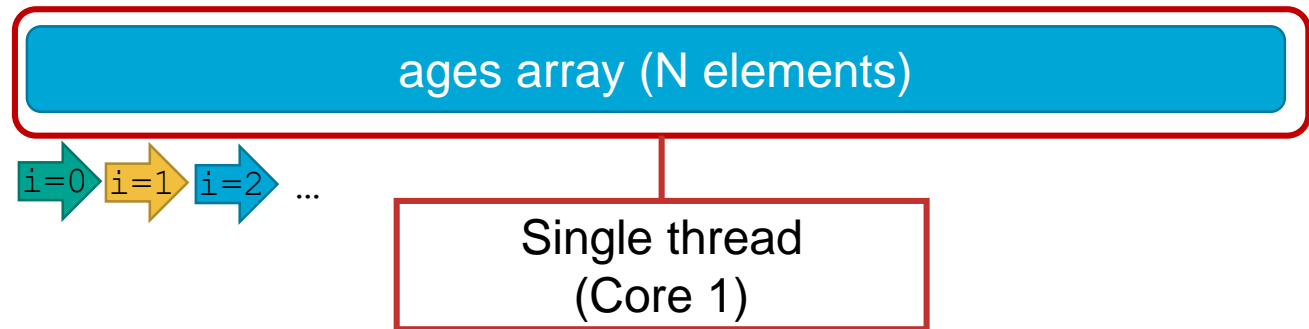 ages array (N elements)
i=0 i=1 i=2 ...
Single thread
(Core 1)